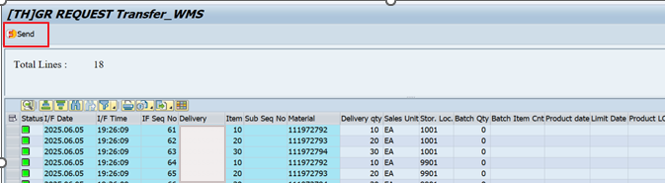 [TH]GR REQUEST Transfer_WMS
Send
Total Lines : 18
Status I/F Date I/F Time IF Seq No Delivery Item Sub Seq No Material Delivery qty Sales Unit Stor. Loc. Batch Qty Batch Item Cnt Product date Limit Date Product LO
2025.06.05 19:26:09 61 10 111972792 10 EA 1001 0
2025.06.05 19:26:09 62 20 111972793 20 EA 1001 0
2025.06.05 19:26:09 63 30 111972794 30 EA 1001 0
2025.06.05 19:26:09 64 10 111972792 10 EA 9901 0
2025.06.05 19:26:09 65 20 111972793 20 EA 9901 0